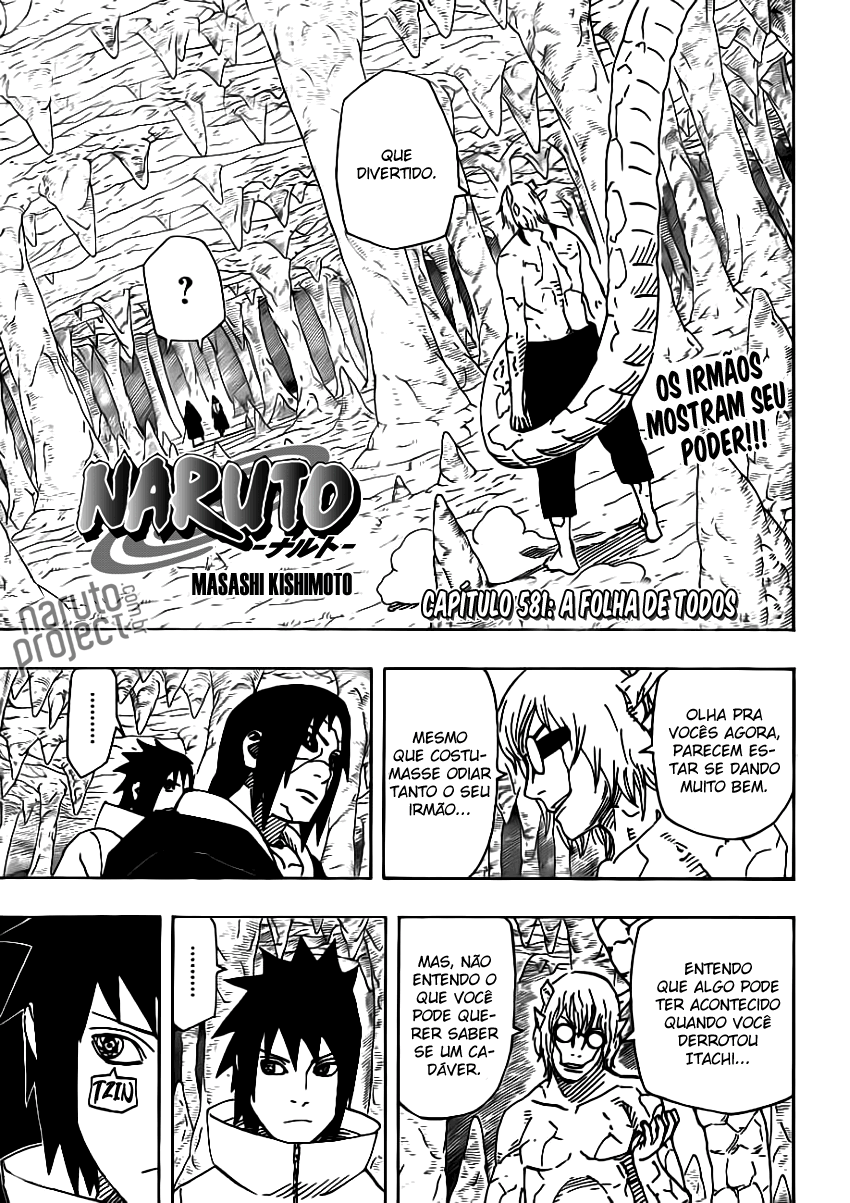 QUE
DIVERTIDO.
?
OS IRMÃOS
MOSTRAM SEU
PODER!!!
NARUTO
-ナルト-
MASASHI KISHIMOTO
CAPÍTULO 581: A FOLHA DE TODOS
naruto
project.com.br
OLHA PRA
VOCÊS AGORA,
PARECEM ES-
TAR SE DANDO
MUITO BEM.
MESMO
QUE COSTU-
MASSE ODIAR
TANTO O SEU
IRMÃO...
.........
ENTENDO
QUE ALGO PODE
TER ACONTECIDO
QUANDO VOCÊ
DERROTOU
ITACHI...
MAS, NÃO
ENTENDO O
QUE VOCÊ
PODE QUE-
RER SABER
SE UM CA-
DÁVER.
.........
TZIN